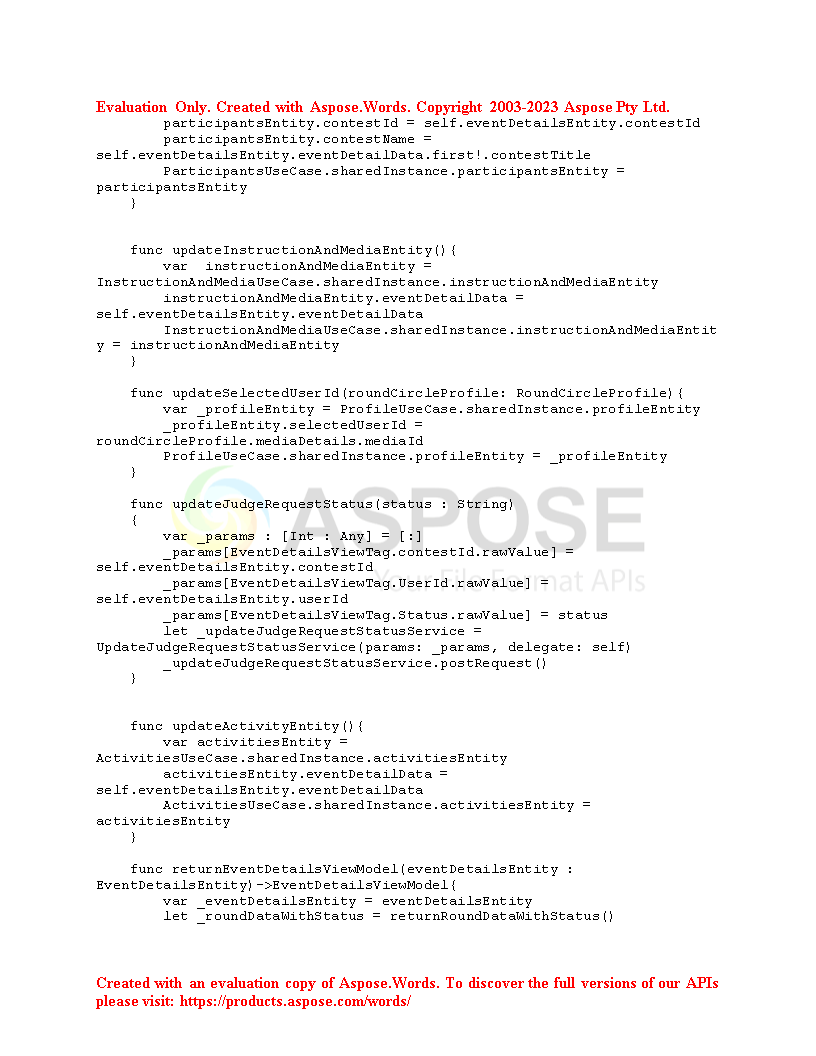 Evaluation Only. Created with Aspose.Words. Copyright 2003-2023 Aspose Pty Ltd.
        participantsEntity.contestId = self.eventDetailsEntity.contestId
        participantsEntity.contestName =
self.eventDetailsEntity.eventDetailData.first!.contestTitle
        ParticipantsUseCase.sharedInstance.participantsEntity =
participantsEntity
    }
    func updateInstructionAndMediaEntity(){
        var  instructionAndMediaEntity =
InstructionAndMediaUseCase.sharedInstance.instructionAndMediaEntity
        instructionAndMediaEntity.eventDetailData =
self.eventDetailsEntity.eventDetailData
        InstructionAndMediaUseCase.sharedInstance.instructionAndMediaEntit
y = instructionAndMediaEntity
    }
    func updateSelectedUserId(roundCircleProfile: RoundCircleProfile){
        var _profileEntity = ProfileUseCase.sharedInstance.profileEntity
        _profileEntity.selectedUserId =
roundCircleProfile.mediaDetails.mediaId
        ProfileUseCase.sharedInstance.profileEntity = _profileEntity
    }
    func updateJudgeRequestStatus(status : String)
    {
        var _params : [Int : Any] = [:]
        _params[EventDetailsViewTag.contestId.rawValue] =
self.eventDetailsEntity.contestId
        _params[EventDetailsViewTag.UserId.rawValue] =
self.eventDetailsEntity.userId
        _params[EventDetailsViewTag.Status.rawValue] = status
        let _updateJudgeRequestStatusService =
UpdateJudgeRequestStatusService(params: _params, delegate: self)
        _updateJudgeRequestStatusService.postRequest()
    }
    func updateActivityEntity(){
        var activitiesEntity =
ActivitiesUseCase.sharedInstance.activitiesEntity
        activitiesEntity.eventDetailData =
self.eventDetailsEntity.eventDetailData
        ActivitiesUseCase.sharedInstance.activitiesEntity =
activitiesEntity
    }
    func returnEventDetailsViewModel(eventDetailsEntity :
EventDetailsEntity)->EventDetailsViewModel{
        var _eventDetailsEntity = eventDetailsEntity
        let _roundDataWithStatus = returnRoundDataWithStatus()
ASPOSE
Your File Format APIs
Created with an evaluation copy of Aspose.Words. To discover the full versions of our APIs
please visit: https://products.aspose.com/words/